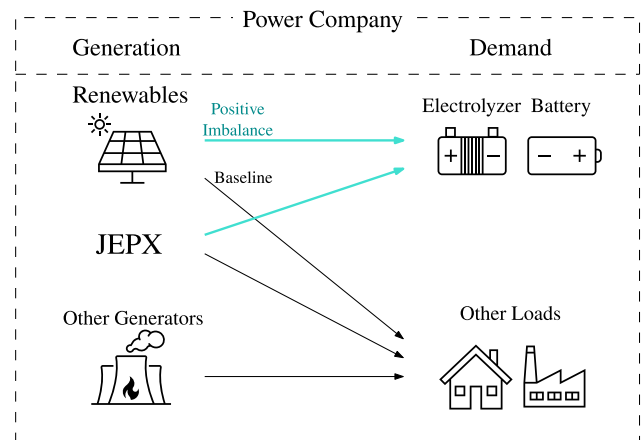 Power Company
Generation
Demand
Renewables
Positive
Imbalance
Electrolyzer
Battery
Baseline
JEPX
Other Generators
Other Loads